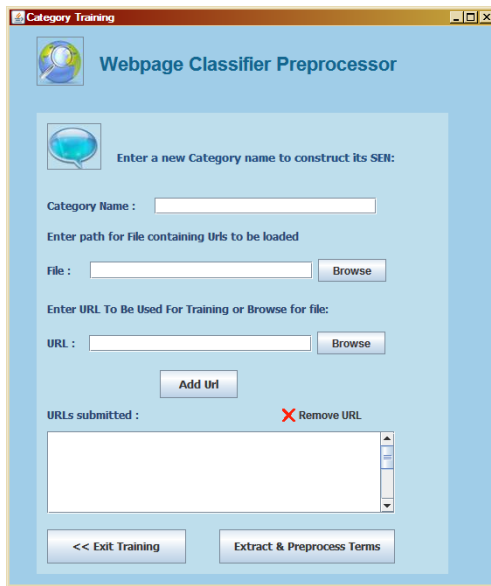 Category Training
Webpage Classifier Preprocessor
Enter a new Category name to construct its SEN:
Category Name :
Enter path for File containing Urls to be loaded
File :
Browse
Enter URL To Be Used For Training or Browse for file:
URL :
Browse
Add Url
URLs submitted :
Remove URL
<< Exit Training
Extract & Preprocess Terms